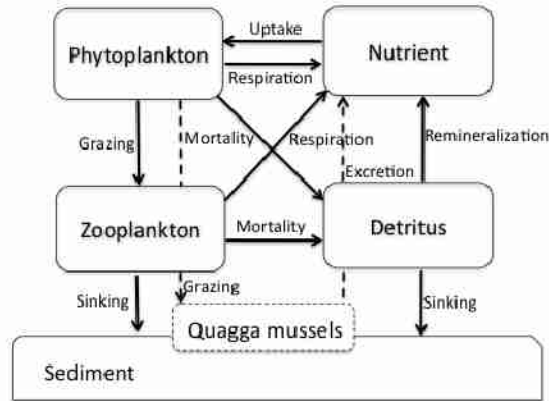 Uptake
Phytoplankton
Nutrient
Respiration
Grazing
Mortality
Respiration
Remineralization
Excretion
Zooplankton
Mortality
Detritus
Sinking
Grazing
Sinking
Quagga mussels
Sediment